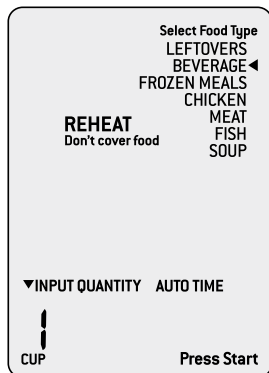 Select Food Type
LEFTOVERS
BEVERAGE◀
FROZEN MEALS
CHICKEN
MEAT
REHEAT
FISH
Don't cover food
SOUP
▼INPUT QUANTITY AUTO TIME
1
CUP
Press Start